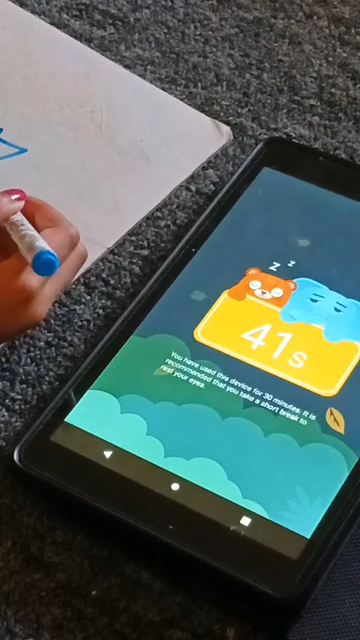 z z
41s
You have used this device for 30 minutes. It is
recommended that you take a short break to
rest your eyes.